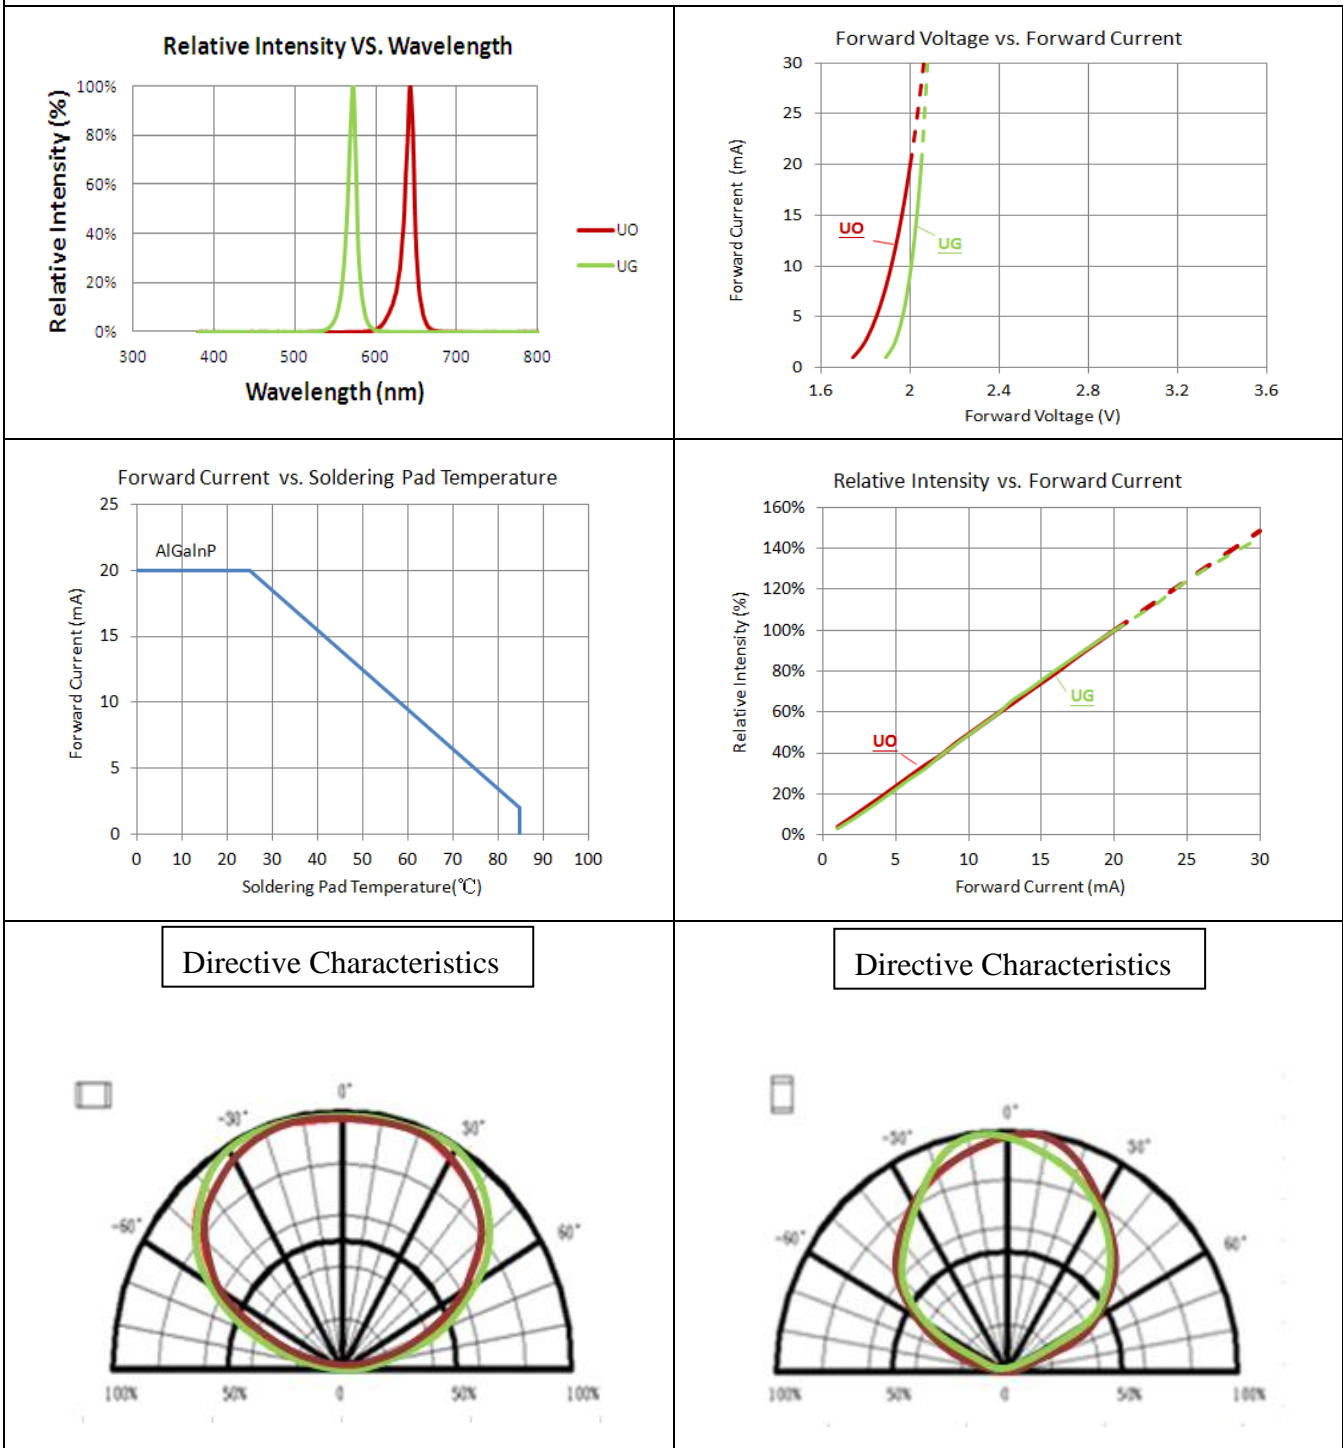 Relative Intensity VS. Wavelength
Relative Intensity (%)
100%
80%
60%
40%
20%
0%
300 400 500 600 700 800
Wavelength (nm)
UO
UG
Forward Voltage vs. Forward Current
Forward Current (mA)
30
25
20
15
10
5
0
UO
UG
1.6 2 2.4 2.8 3.2 3.6
Forward Voltage (V)
Forward Current vs. Soldering Pad Temperature
Forward Current (mA)
25
20
15
10
5
0
AlGaInP
0 10 20 30 40 50 60 70 80 90 100
Soldering Pad Temperature(℃)
Relative Intensity vs. Forward Current
Relative Intensity (%)
160%
140%
120%
100%
80%
60%
40%
20%
0%
UG
UO
0 5 10 15 20 25 30
Forward Current (mA)
Directive Characteristics
0°
-30° 30°
-60° 60°
100% 50% 0 50% 100%
Directive Characteristics
0°
-30° 30°
-60° 60°
100% 50% 0 50% 100%